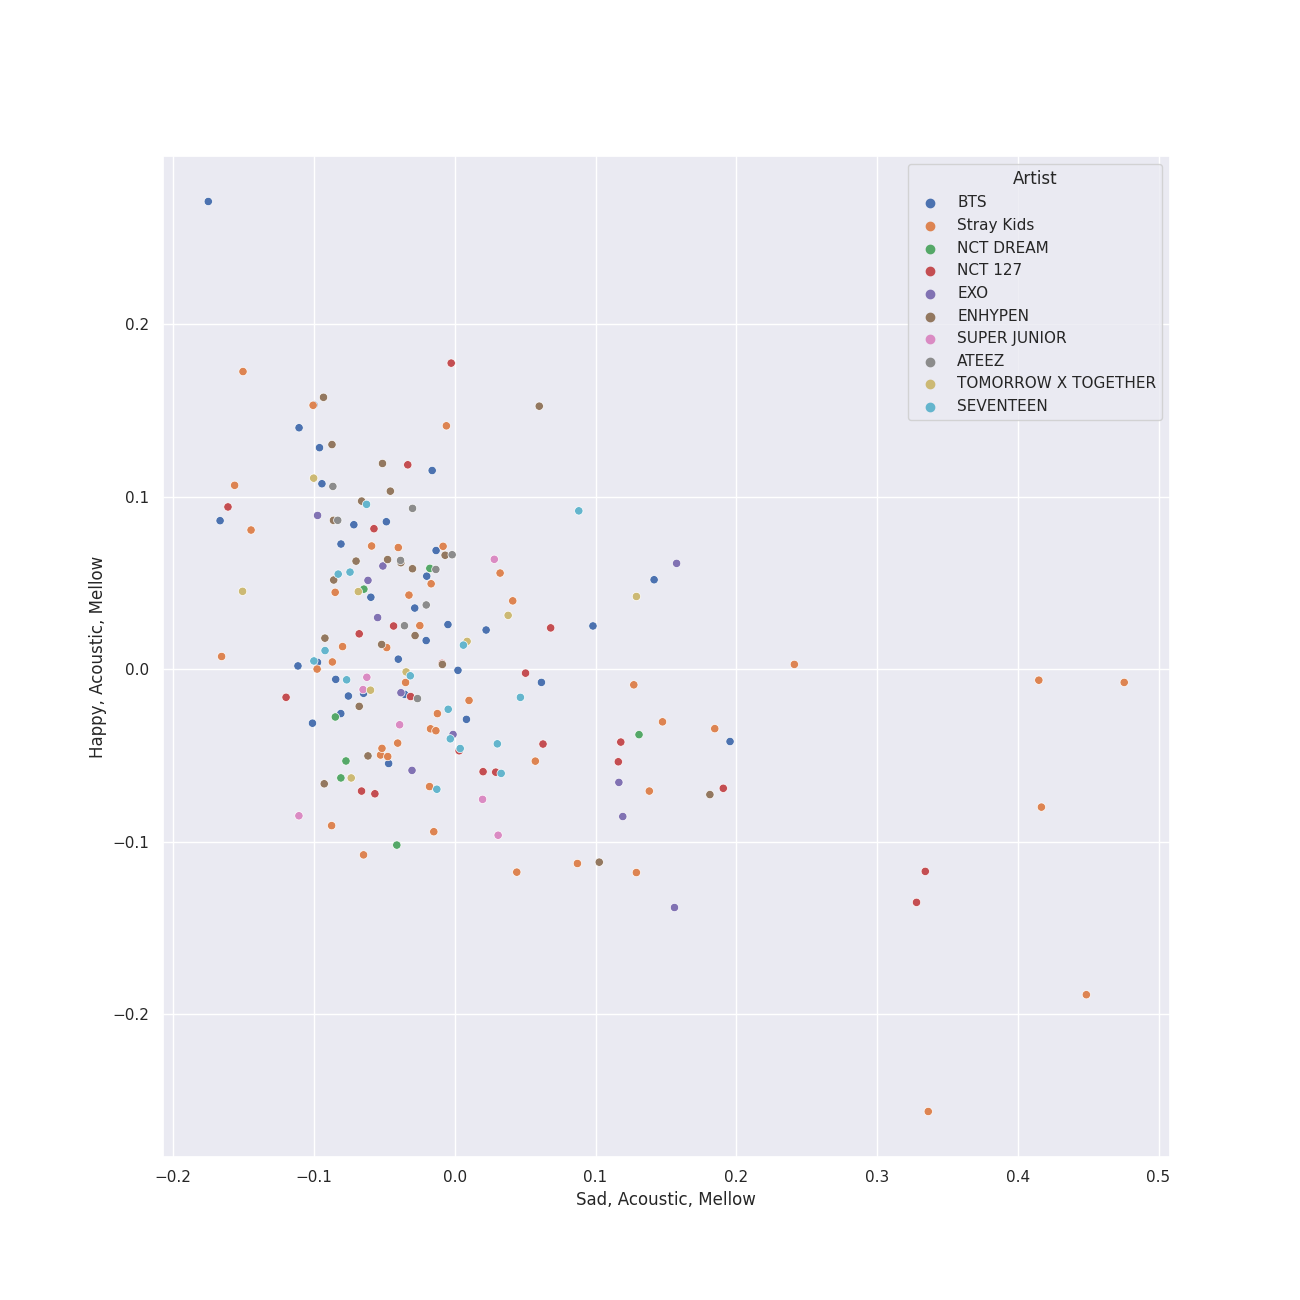 Artist
BTS
Stray Kids
NCT DREAM
NCT 127
EXO
ENHYPEN
SUPER JUNIOR
ATEEZ
TOMORROW X TOGETHER
SEVENTEEN
0.2
0.1
0.0
−0.1
−0.2
Happy, Acoustic, Mellow
−0.2 −0.1 0.0 0.1 0.2 0.3 0.4 0.5
Sad, Acoustic, Mellow